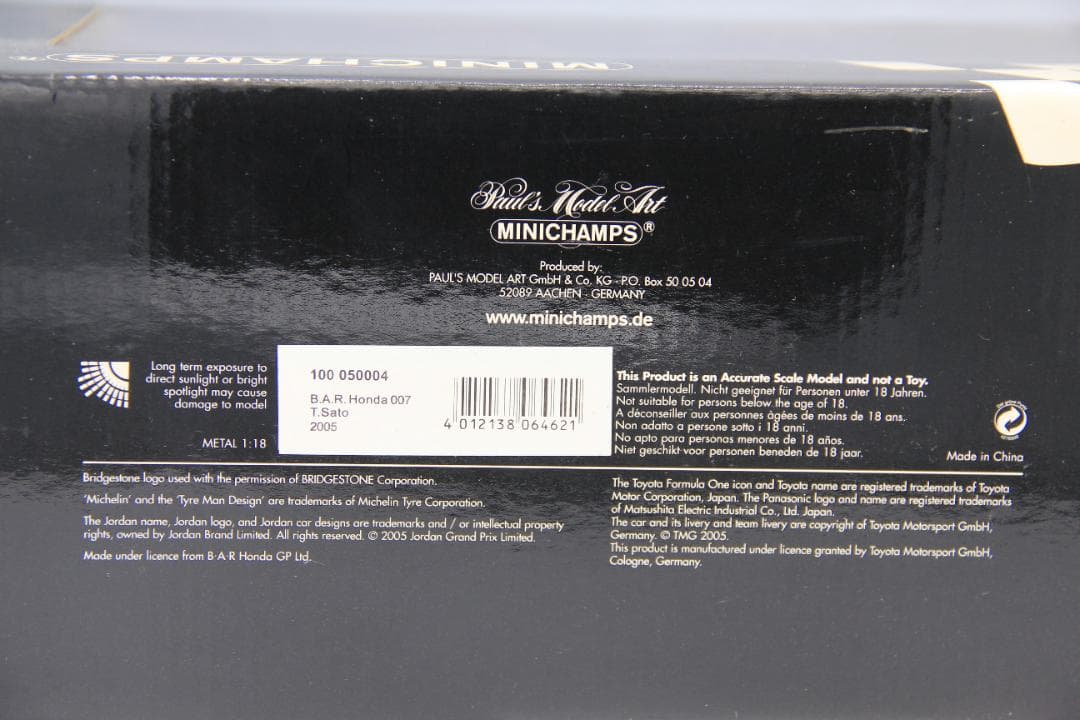 MINICHAMPS
Paul's Model Art
MINICHAMPS®
Produced by:
PAUL'S MODEL ART GmbH & Co. KG - P.O. Box 50 05 04
52089 AACHEN - GERMANY
www.minichamps.de
Long term exposure to
direct sunlight or bright
spotlight may cause
damage to model
METAL 1:18
100 050004
B.A.R. Honda 007
T.Sato
2005
4 012138 064621
This Product is an Accurate Scale Model and not a Toy.
Sammlermodell. Nicht geeignet für Personen unter 18 Jahren.
Not suitable for persons below the age of 18.
A déconseiller aux personnes âgées de moins de 18 ans.
Non adatto a persone sotto i 18 anni.
No apto para personas menores de 18 años.
Niet geschikt voor personen beneden de 18 jaar.
Made in China
Bridgestone logo used with the permission of BRIDGESTONE Corporation.
'Michelin' and the 'Tyre Man Design' are trademarks of Michelin Tyre Corporation.
The Jordan name, Jordan logo, and Jordan car designs are trademarks and / or intellectual property
rights, owned by Jordan Brand Limited. All rights reserved. © 2005 Jordan Grand Prix Limited.
Made under licence from B·A·R Honda GP Ltd.
The Toyota Formula One icon and Toyota name are registered trademarks of Toyota
Motor Corporation, Japan. The Panasonic logo and name are registered trademarks
of Matsushita Electric Industrial Co., Ltd. Japan.
The car and its livery and team livery are copyright of Toyota Motorsport GmbH,
Germany. © TMG 2005.
This product is manufactured under licence granted by Toyota Motorsport GmbH,
Cologne, Germany.